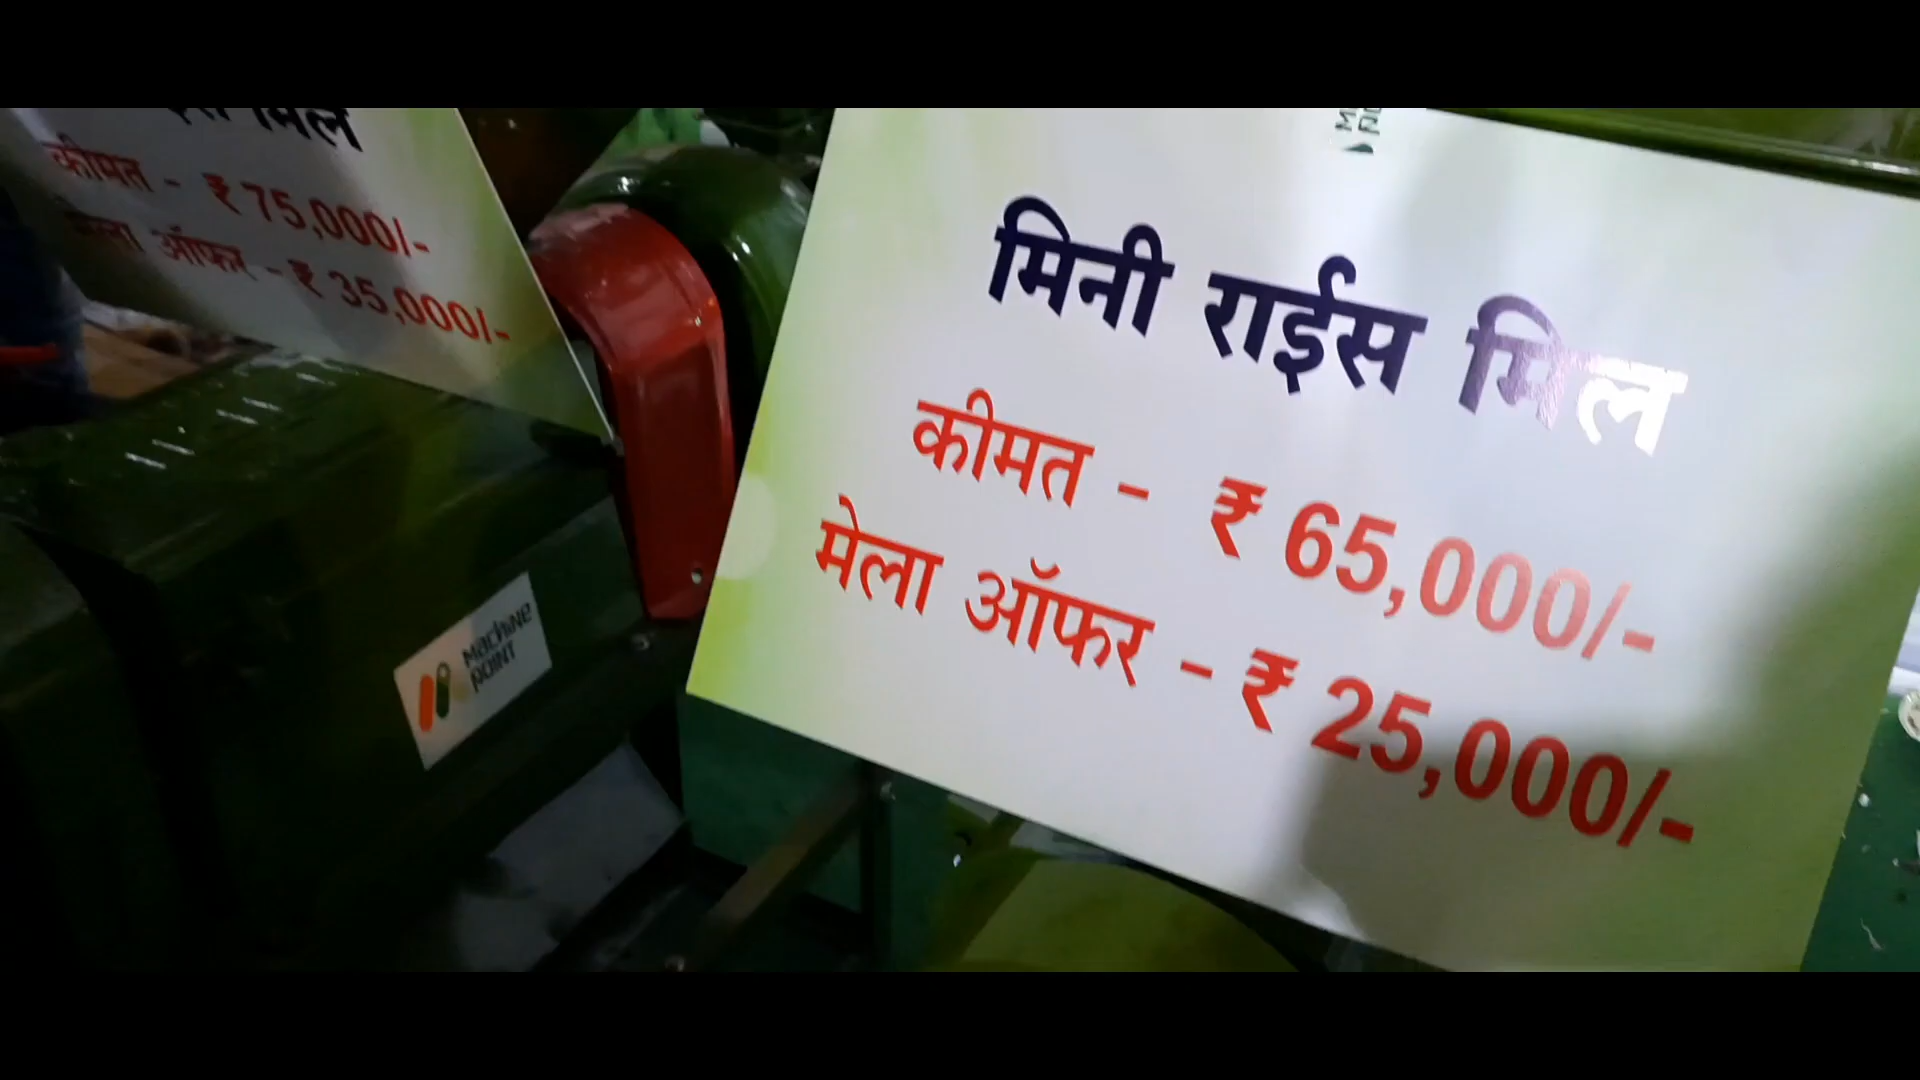 मिल
कीमत - ₹ 75,000/-
ऑफर - ₹ 35,000/-
मिनी राईस मिल
कीमत - ₹ 65,000/-
मेला ऑफर - ₹ 25,000/-
MACHINE
POINT